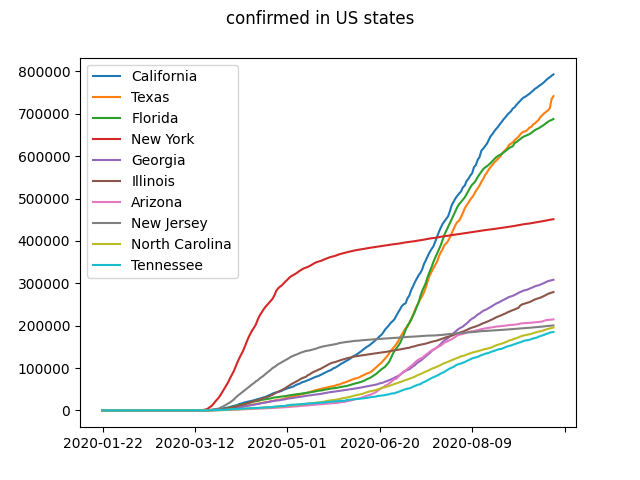 confirmed in US states
800000
700000
600000
500000
400000
300000
200000
100000
0
California
Texas
Florida
New York
Georgia
Illinois
Arizona
New Jersey
North Carolina
Tennessee
2020-01-22 2020-03-12 2020-05-01 2020-06-20 2020-08-09